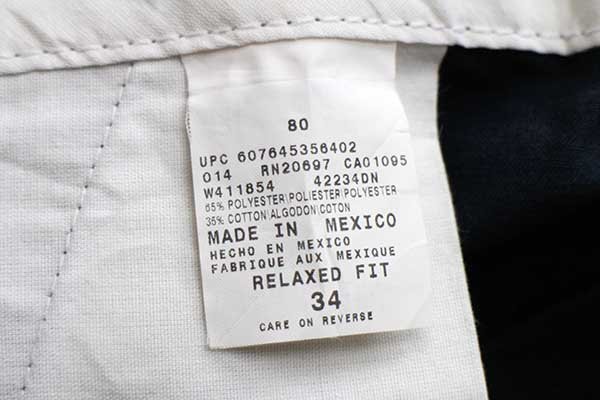 80
UPC 607645356402
014 RN20697 CA01095
W411854 42234DN
65% POLYESTER\POLIESTER\POLYESTER
35% COTTON\ALGODON\COTON
MADE IN MEXICO
HECHO EN MEXICO
FABRIQUE AUX MEXIQUE
RELAXED FIT
34
CARE ON REVERSE